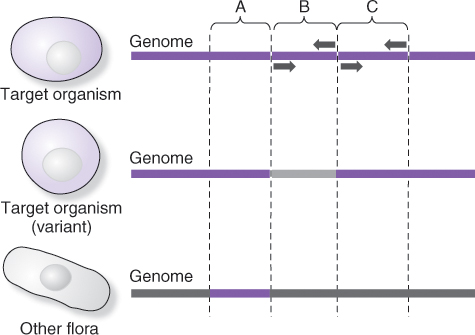 A B C
Genome
Target organism
Genome
Target organism
(variant)
Genome
Other flora